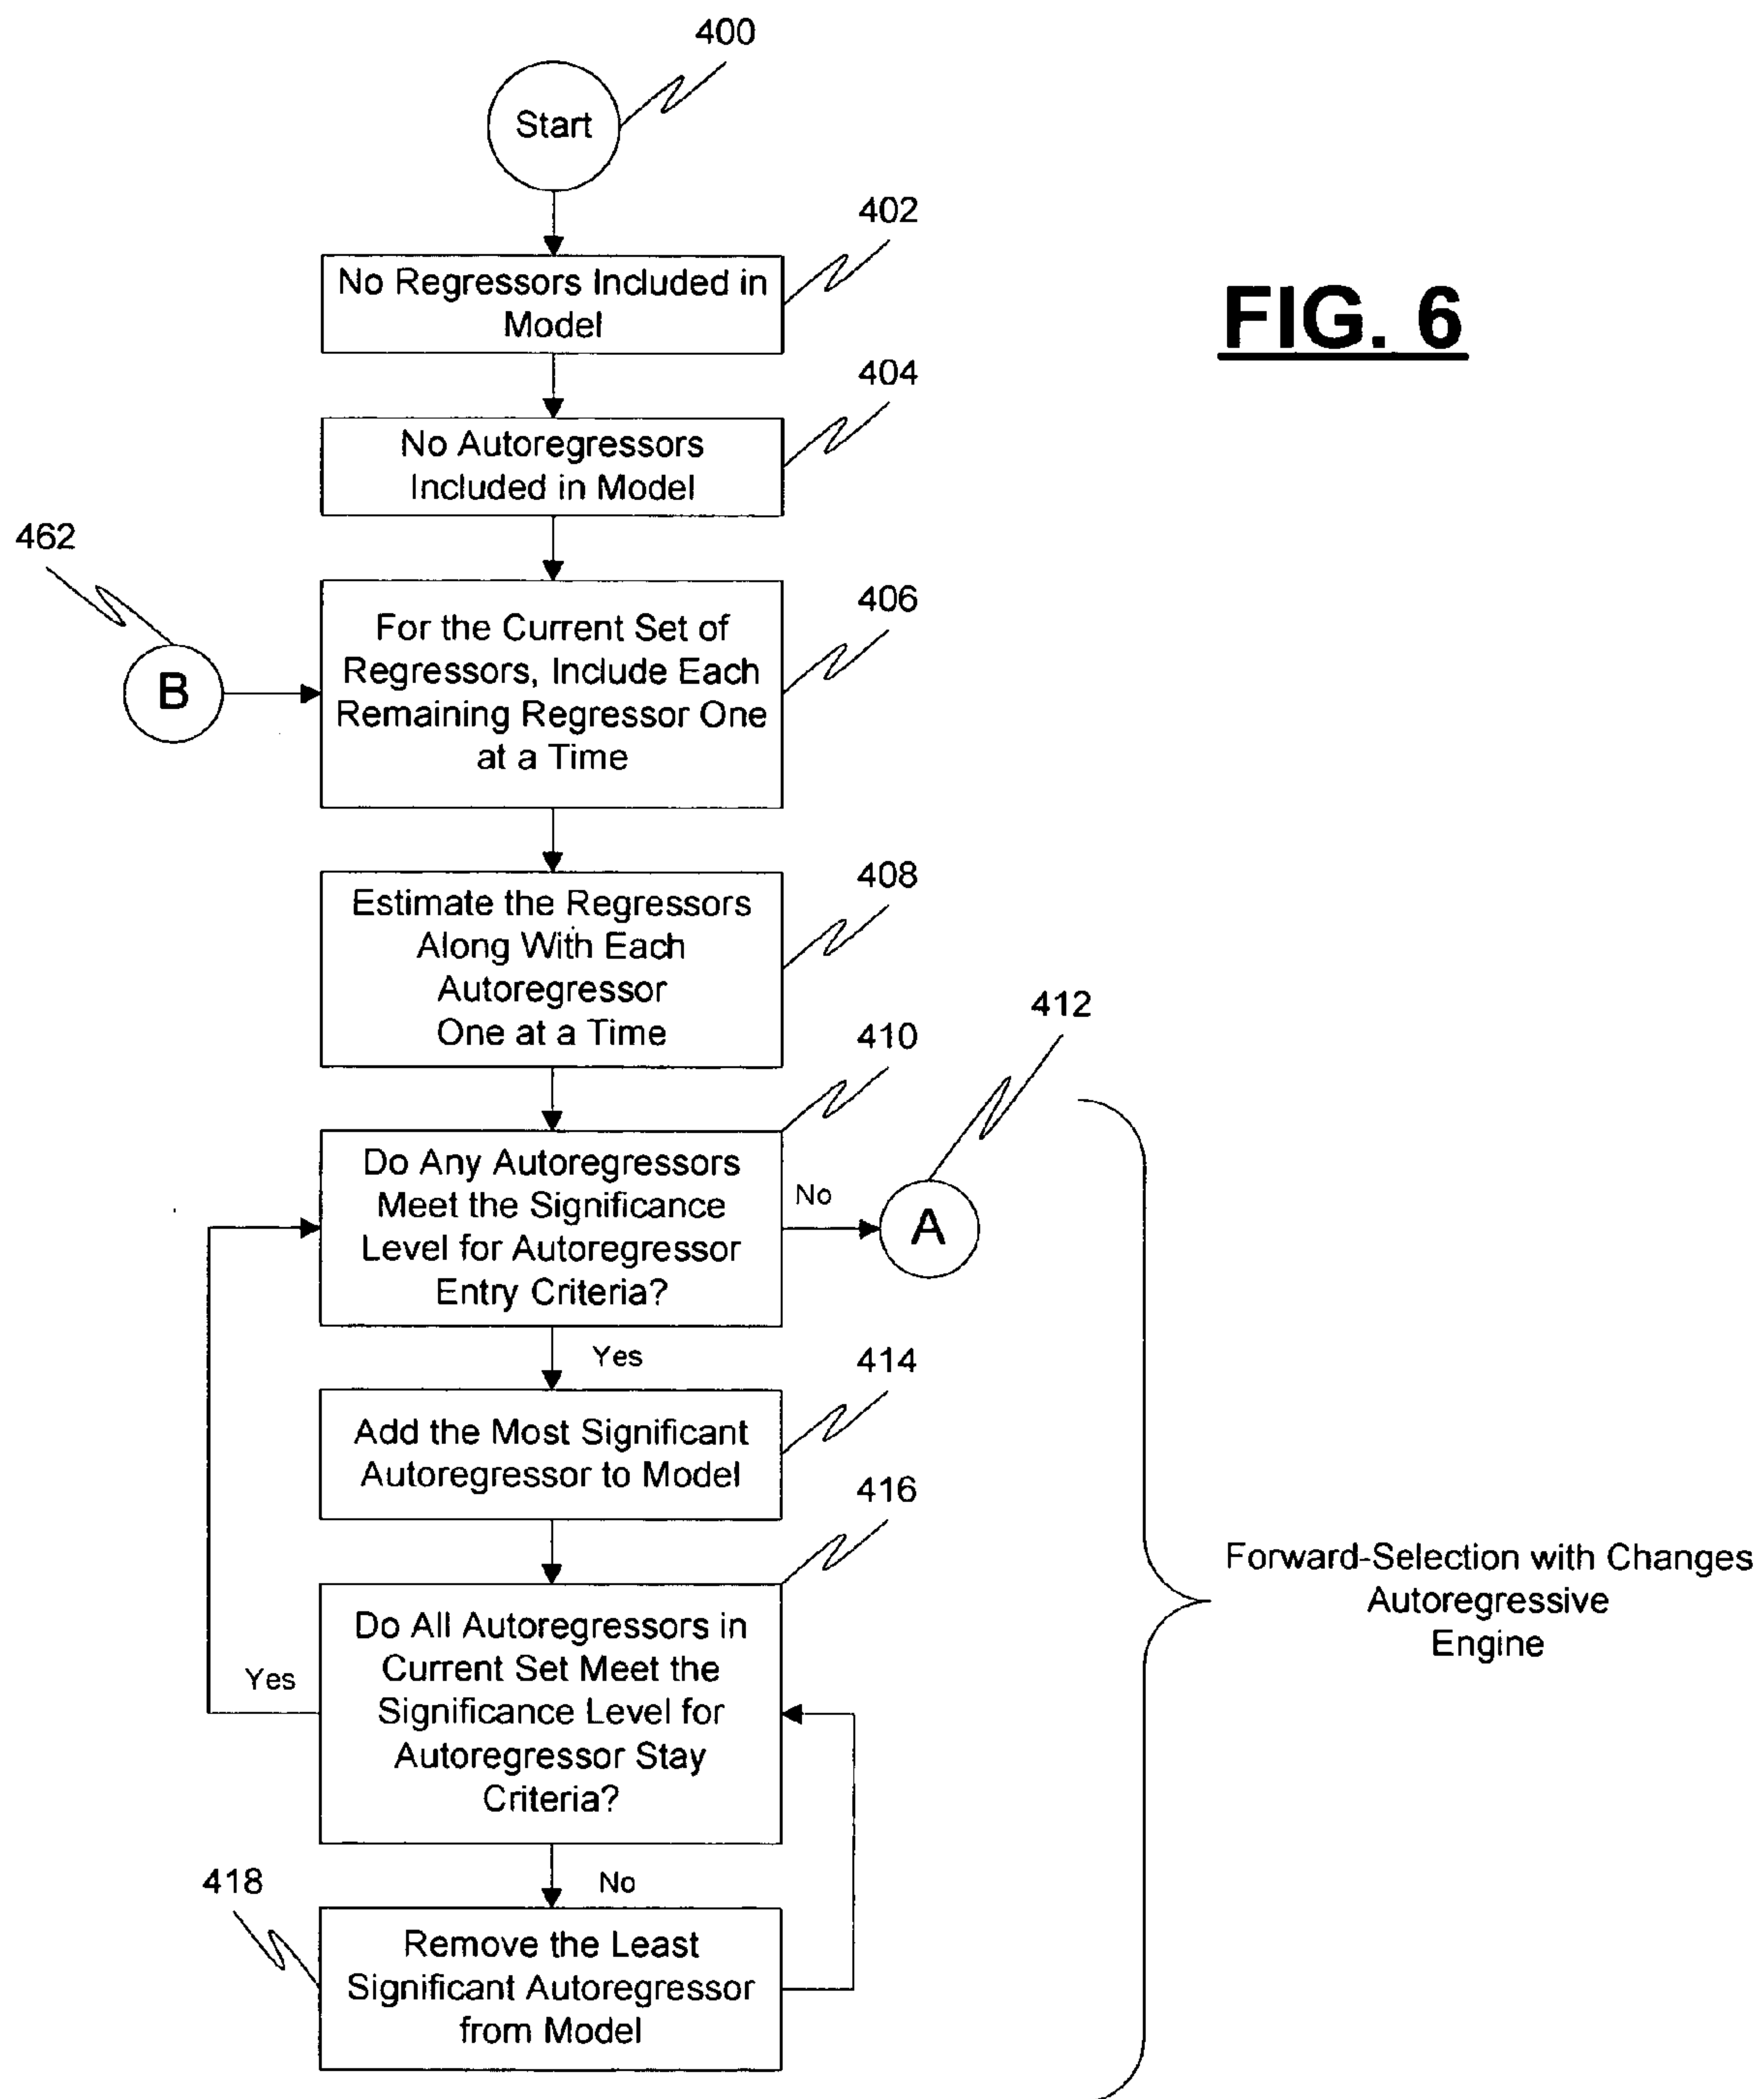 400
Start
402
No Regressors Included in
Model
FIG. 6
404
No Autoregressors
Included in Model
462
B
406
For the Current Set of
Regressors, Include Each
Remaining Regressor One
at a Time
408
Estimate the Regressors
Along With Each
Autoregressor
One at a Time
410
412
Do Any Autoregressors
Meet the Significance
Level for Autoregressor
Entry Criteria?
No
A
Yes
414
Add the Most Significant
Autoregressor to Model
416
Do All Autoregressors in
Current Set Meet the
Significance Level for
Autoregressor Stay
Criteria?
Yes
Forward-Selection with Changes
Autoregressive
Engine
No
418
Remove the Least
Significant Autoregressor
from Model